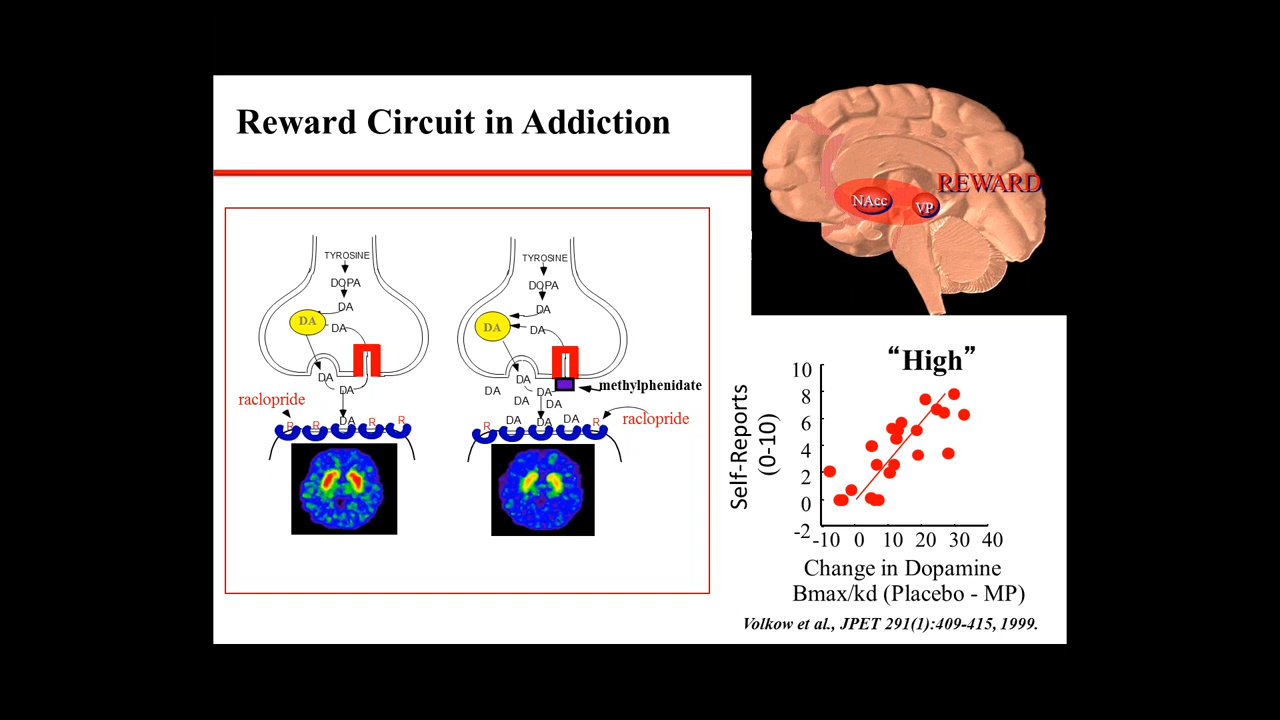 Reward Circuit in Addiction
REWARD
NAcc
VP
TYROSINE
DOPA
DA
DA
DA
DA
DA
DA
raclopride
R
R
R
R
TYROSINE
DOPA
DA
DA
DA
DA
DA
DA
DA
DA
DA
DA
DA
methylphenidate
raclopride
R
R
“High”
Self-Reports
(0-10)
10
8
6
4
2
0
-2
-10 0 10 20 30 40
Change in Dopamine
Bmax/kd (Placebo - MP)
Volkow et al., JPET 291(1):409-415, 1999.